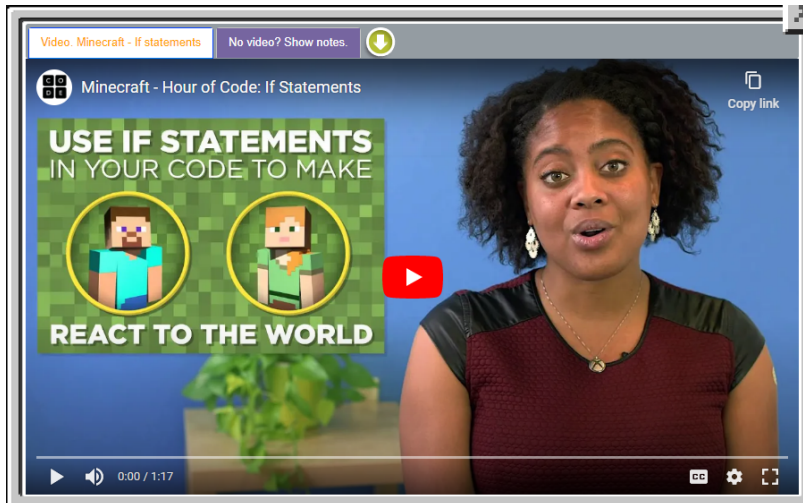 Video. Minecraft - If statements
No video? Show notes.
C O
D E
Minecraft - Hour of Code: If Statements
Copy link
USE IF STATEMENTS
IN YOUR CODE TO MAKE
REACT TO THE WORLD
0:00 / 1:17
CC